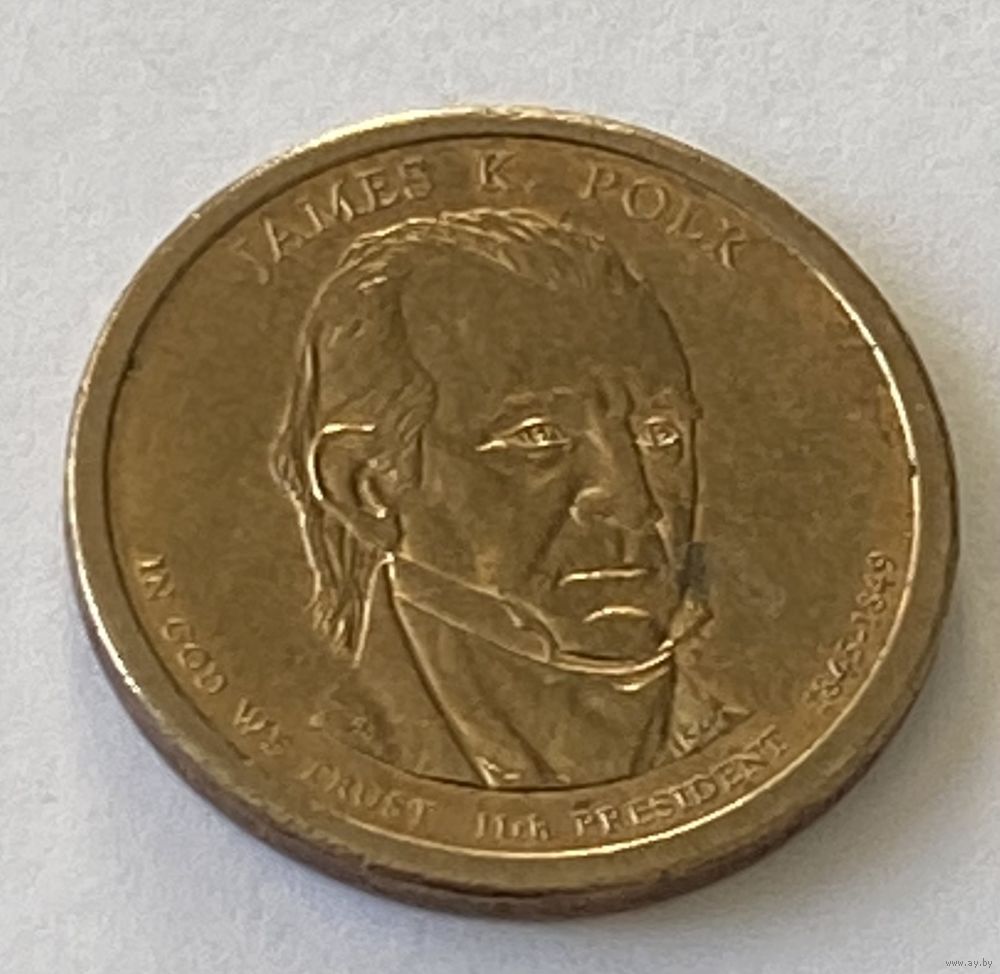 JAMES K. POLK
IN GOD WE TRUST 11th PRESIDENT 1845-1849
www.ay.by